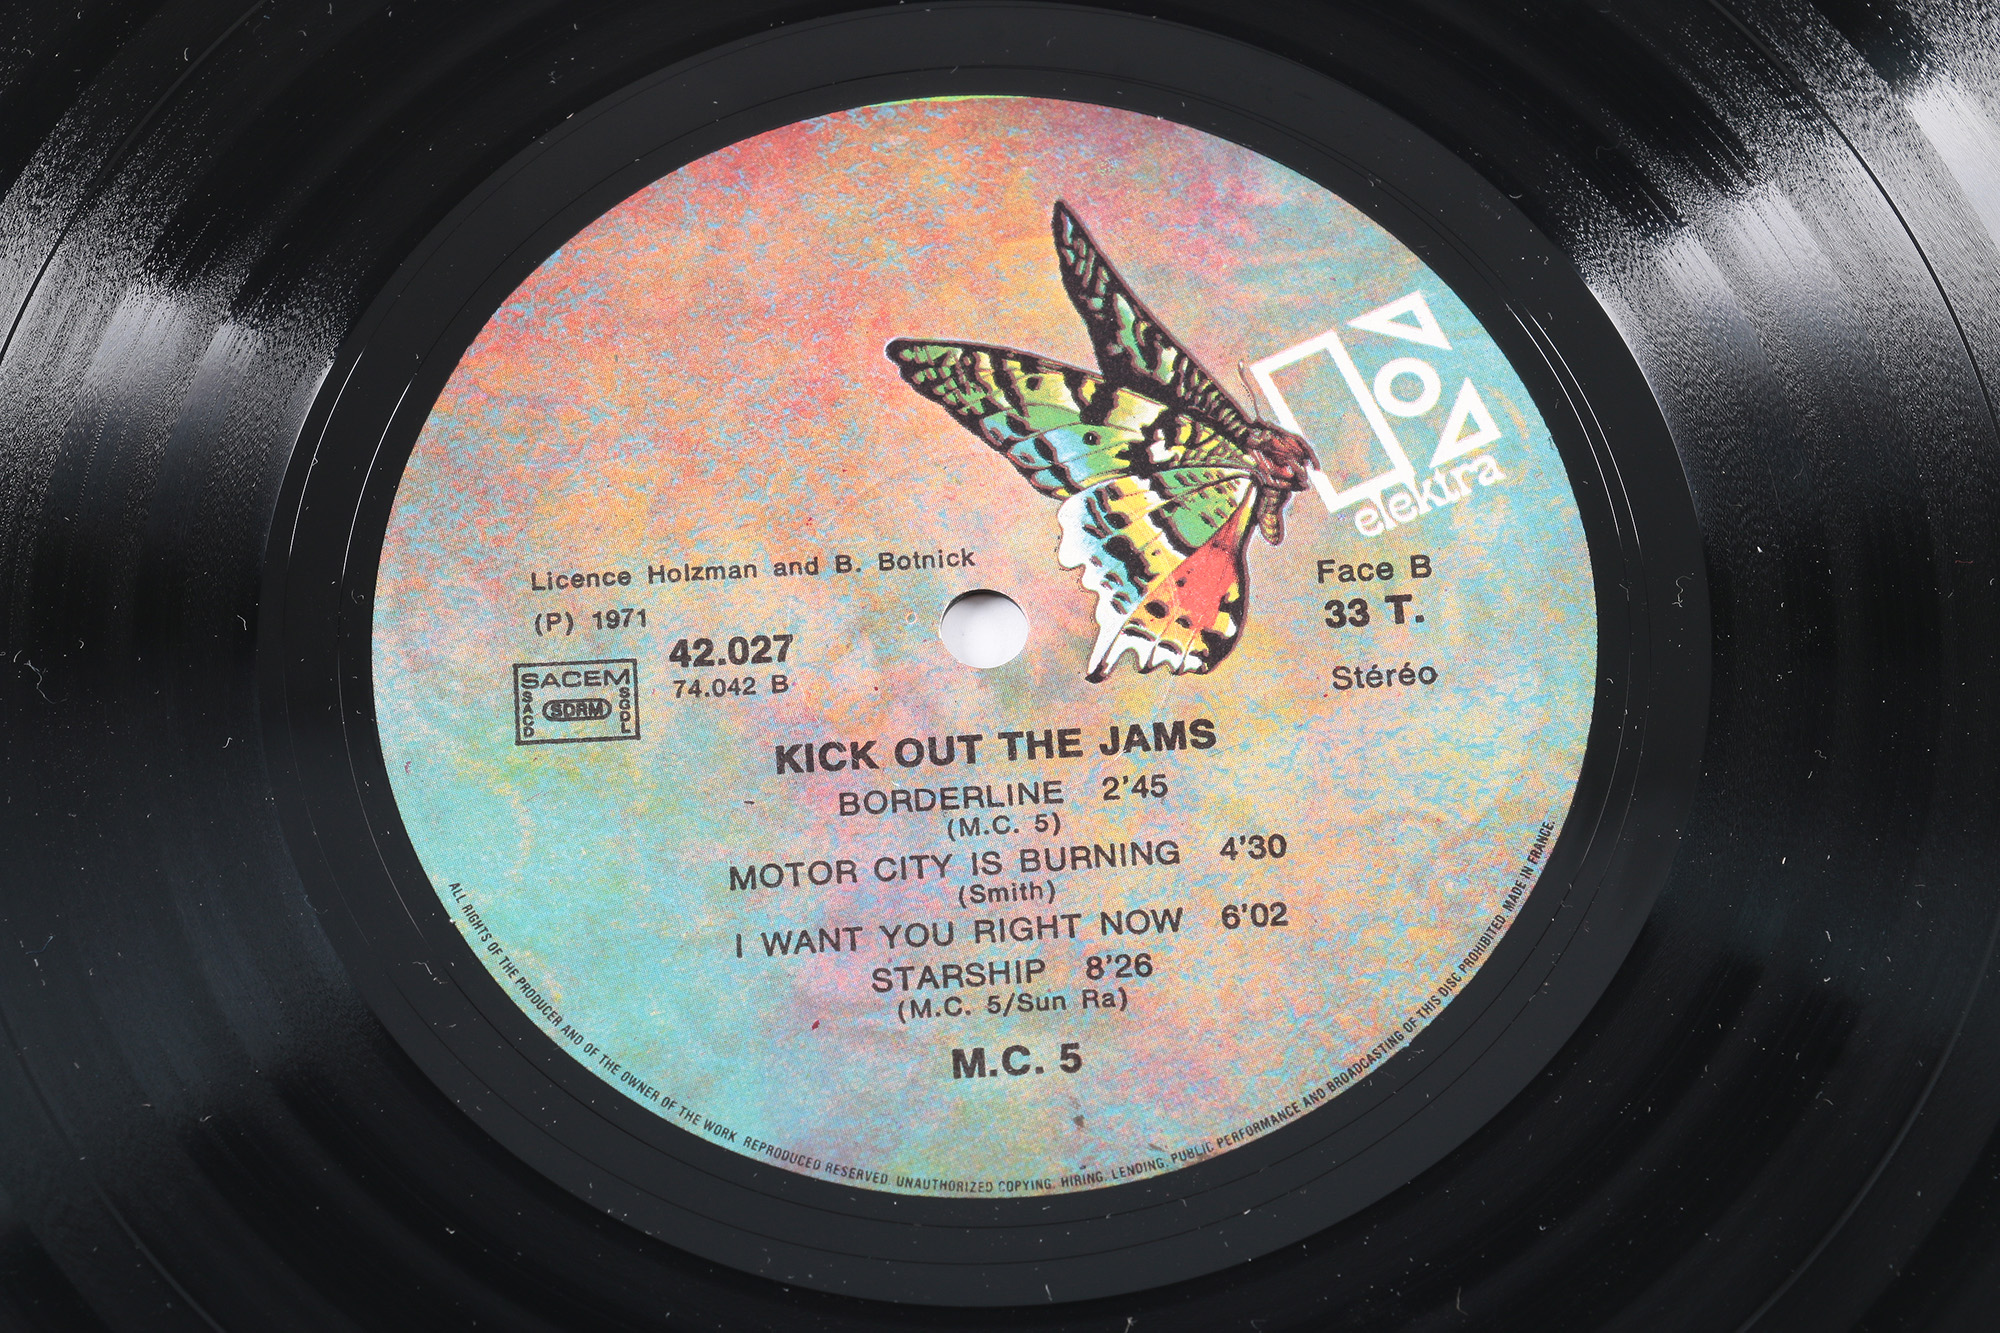 elektra
Licence Holzman and B. Botnick
(P) 1971
42.027
74.042 B
SACEM
SACD
SDRM
SGDL
Face B
33 T.
Stéréo
KICK OUT THE JAMS
BORDERLINE 2'45
(M.C. 5)
MOTOR CITY IS BURNING 4'30
(Smith)
I WANT YOU RIGHT NOW 6'02
STARSHIP 8'26
(M.C. 5/Sun Ra)
M.C. 5
ALL RIGHTS OF THE PRODUCER AND OF THE OWNER OF THE WORK REPRODUCED RESERVED. UNAUTHORIZED COPYING, HIRING, LENDING, PUBLIC PERFORMANCE AND BROADCASTING OF THIS DISC PROHIBITED. MADE IN FRANCE.